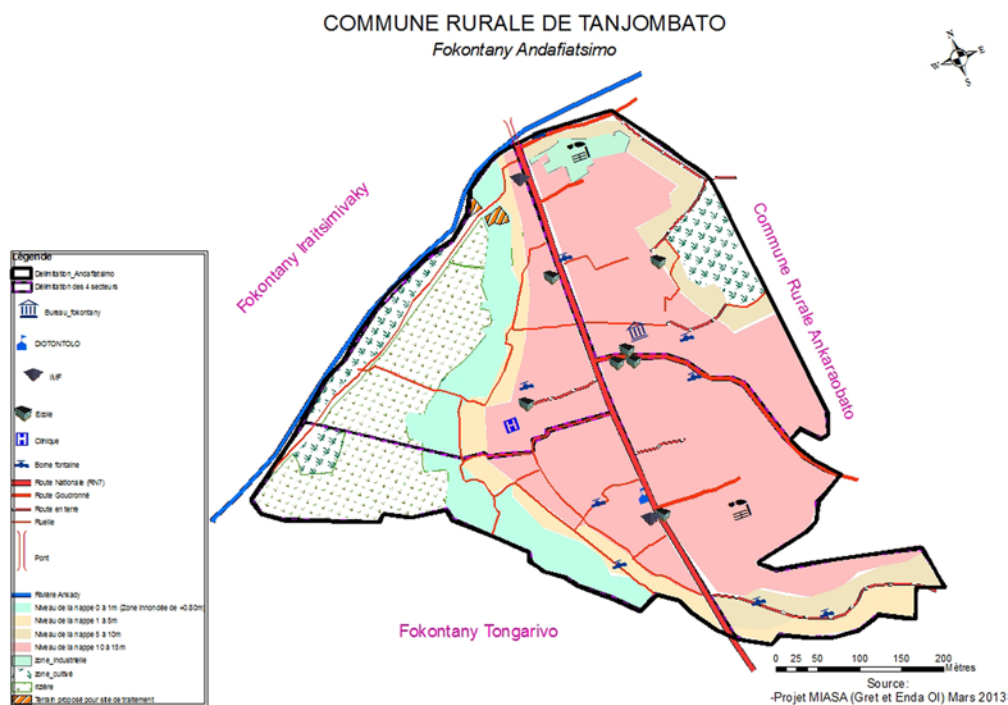 COMMUNE RURALE DE TANJOMBATO
Fokontany Andafiatsimo
N
E
W
S
Fokontany Iraitsimivaky
Commune Rurale Ankaraobato
Fokontany Tongarivo
Légende
Délimitation_Andafiatsimo
Délimitation des 4 secteurs
Bureau_fokontany
DIOTONTOLO
IMF
Ecole
H Clinique
Borne fontaine
Route Nationale (RN7)
Route Goudronné
Route en terre
Ruelle
Pont
Rivière Ankady
Niveau de la nappe 0 à 1m (Zone innondée de +0.80m)
Niveau de la nappe 1 à 5m
Niveau de la nappe 5 à 10m
Niveau de la nappe 10 à 15m
zone_industrielle
zone_cultivé
rizière
Terrain proposé pour site de traitement
H
0 25 50 100 150 200
Mètres
Source:
-Projet MIASA (Gret et Enda OI) Mars 2013